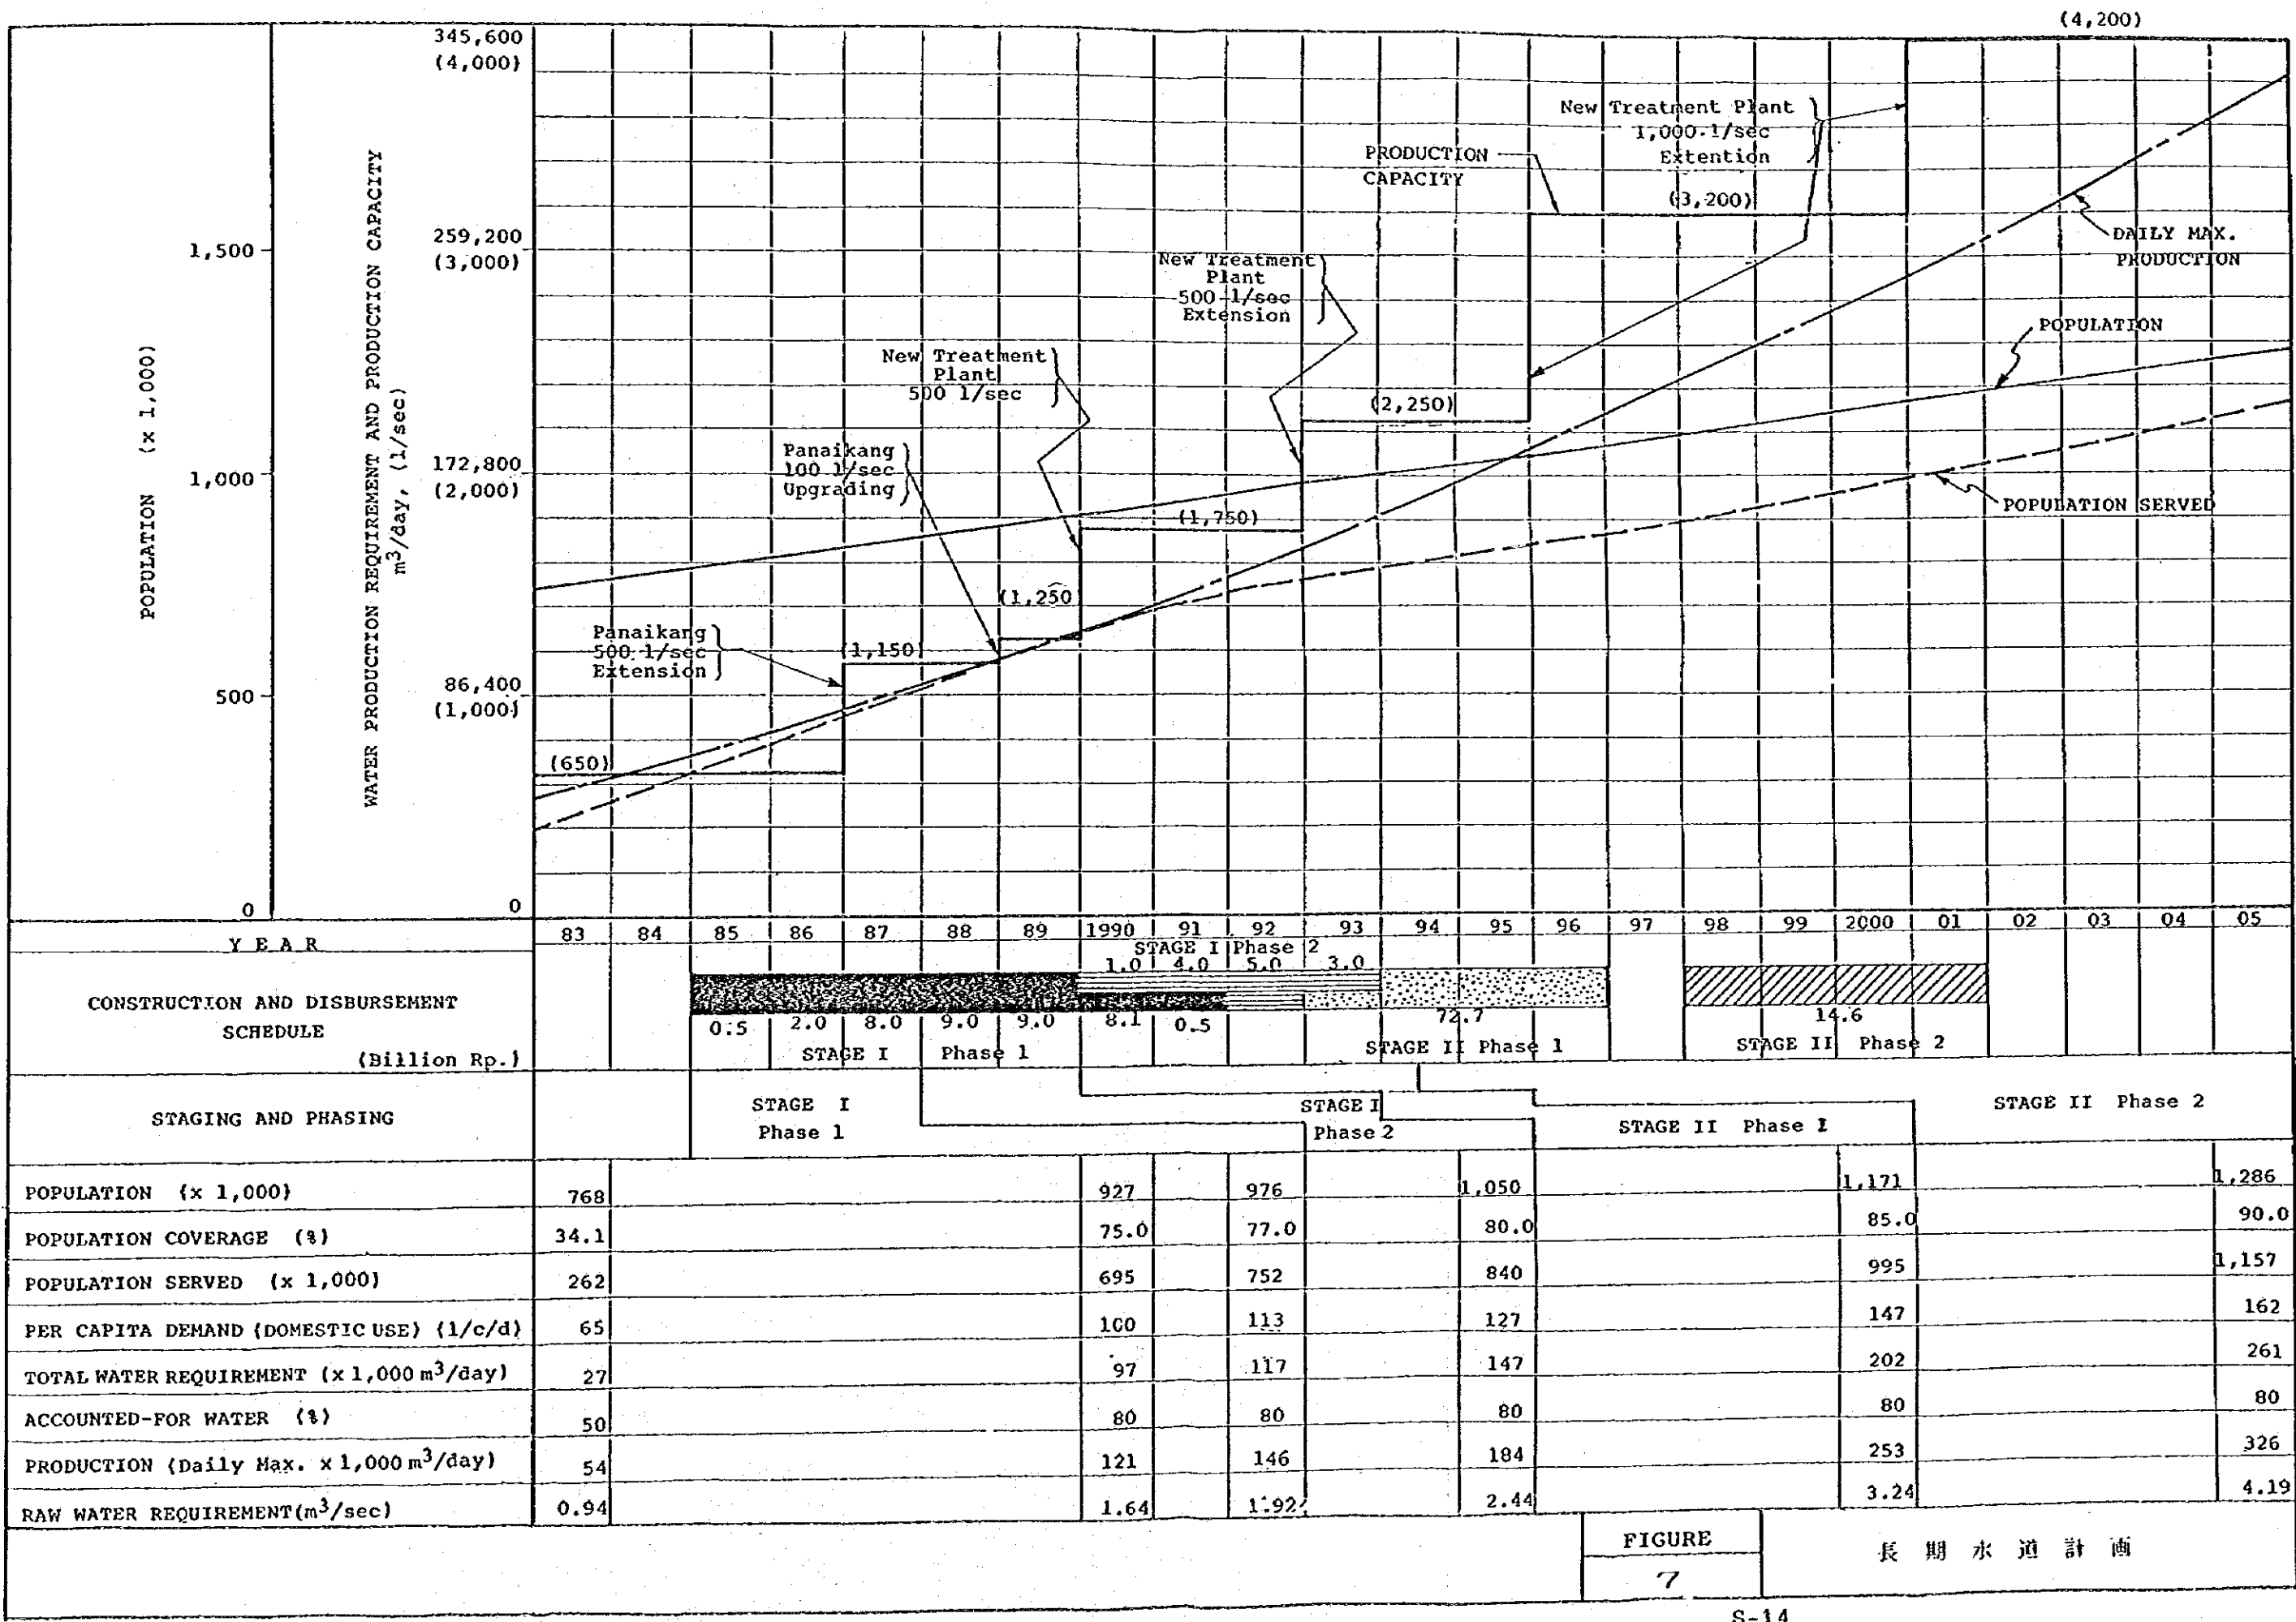 (4,200)
345,600
(4,000)
New Treatment Plant
1,000 l/sec
Extention
PRODUCTION
CAPACITY
(3,200)
1,500
259,200
(3,000)
DAILY MAX.
PRODUCTION
New Treatment
Plant
500 l/sec
Extension
POPULATION
New Treatment
Plant
500 l/sec
(2,250)
POPULATION (x 1,000)
WATER PRODUCTION REQUIREMENT AND PRODUCTION CAPACITY
m³/day, (l/sec)
Panaikang
100 l/sec
Upgrading
1,000
172,800
(2,000)
(1,750)
POPULATION SERVED
(1,250
Panaikang
500 l/sec
Extension
(1,150)
500
86,400
(1,000)
(650)
0
0
YEAR
83 84 85 86 87 88 89 1990 91 92 93 94 95 96 97 98 99 2000 01 02 03 04 05
STAGE I Phase 2
1.0 4.0 5.0 3.0
CONSTRUCTION AND DISBURSEMENT
SCHEDULE
(Billion Rp.)
0.5 2.0 8.0 9.0 9.0 8.1 0.5 72.7 14.6
STAGE I Phase 1 STAGE II Phase 1 STAGE II Phase 2
STAGING AND PHASING
STAGE I
Phase 1
STAGE I
Phase 2
STAGE II Phase 1
STAGE II Phase 2
POPULATION (x 1,000) 768 927 976 1,050 1,171 1,286
POPULATION COVERAGE (%) 34.1 75.0 77.0 80.0 85.0 90.0
POPULATION SERVED (x 1,000) 262 695 752 840 995 1,157
PER CAPITA DEMAND (DOMESTIC USE) (l/c/d) 65 100 113 127 147 162
TOTAL WATER REQUIREMENT (x 1,000 m³/day) 27 97 117 147 202 261
ACCOUNTED-FOR WATER (%) 50 80 80 80 80 80
PRODUCTION (Daily Max. x 1,000 m³/day) 54 121 146 184 253 326
RAW WATER REQUIREMENT(m³/sec) 0.94 1.64 1.92 2.44 3.24 4.19
FIGURE
7
長期水道計画
S-14